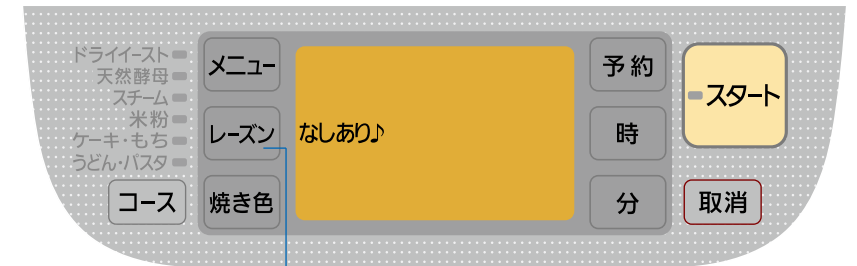 ドライイースト
天然酵母
スチーム
米粉
ケーキ・もち
うどん・パスタ
コース
メニュー
レーズン
焼き色
なしあり♪
予約
時
分
スタート
取消